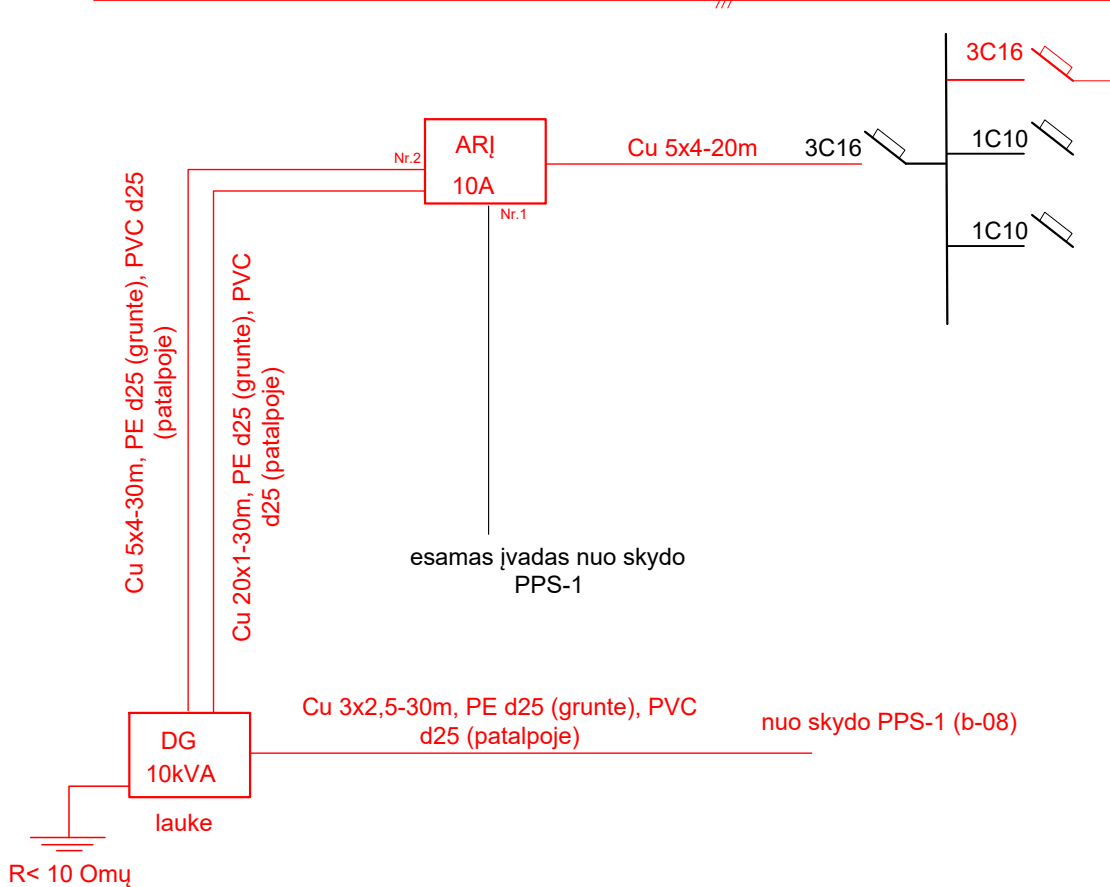 3C16
1C10
1C10
3C16
Cu 5x4-20m
ARĮ
10A
Nr.2
Nr.1
Cu 5x4-30m, PE d25 (grunte), PVC d25
(patalpoje)
Cu 20x1-30m, PE d25 (grunte), PVC
d25 (patalpoje)
esamas įvadas nuo skydo
PPS-1
Cu 3x2,5-30m, PE d25 (grunte), PVC
d25 (patalpoje)
nuo skydo PPS-1 (b-08)
DG
10kVA
lauke
R< 10 Omų